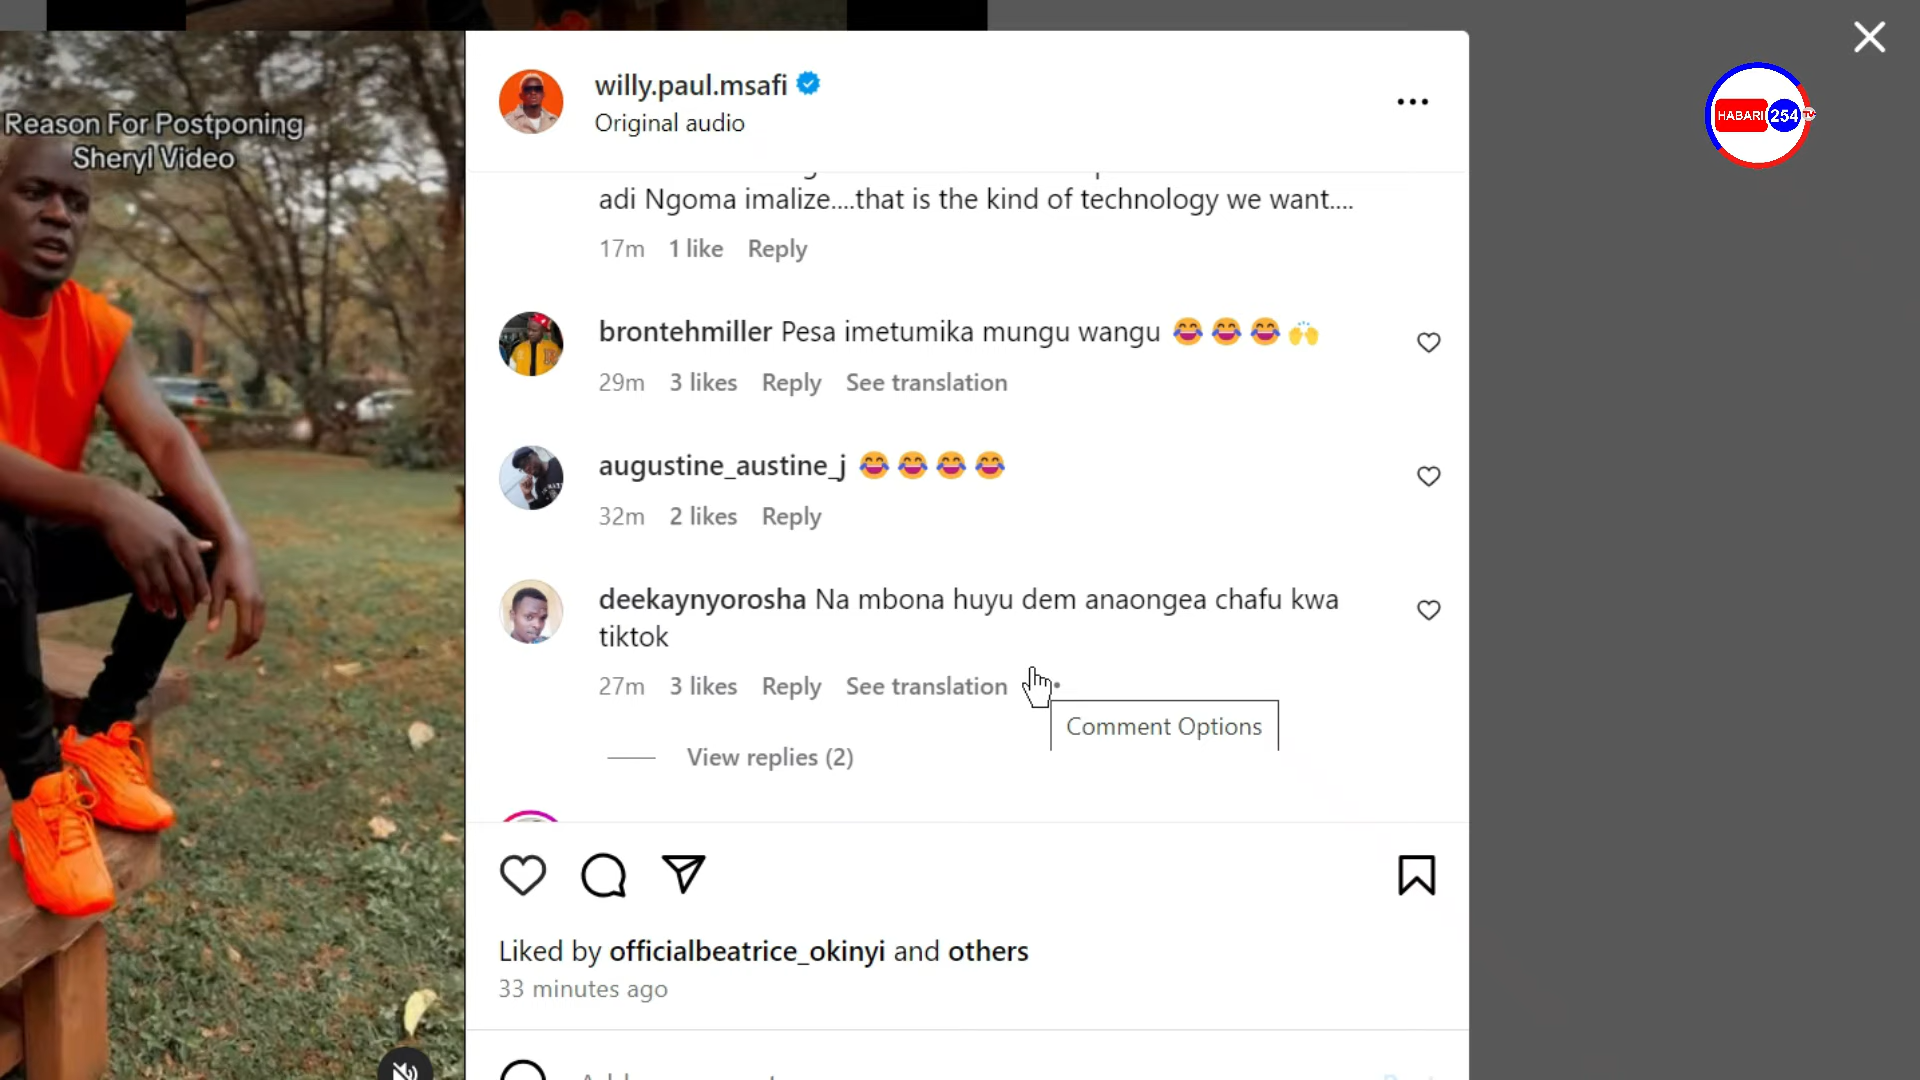 Reason For Postponing
Sheryl Video
willy.paul.msafi
Original audio
HABARI 254 TV
adi Ngoma imalize....that is the kind of technology we want....
17m 1 like Reply
brontehmiller Pesa imetumika mungu wangu 😂😂😂🙌
29m 3 likes Reply See translation
augustine_austine_j 😂😂😂😂
32m 2 likes Reply
deekaynyorosha Na mbona huyu dem anaongea chafu kwa
tiktok
27m 3 likes Reply See translation
Comment Options
View replies (2)
Liked by officialbeatrice_okinyi and others
33 minutes ago